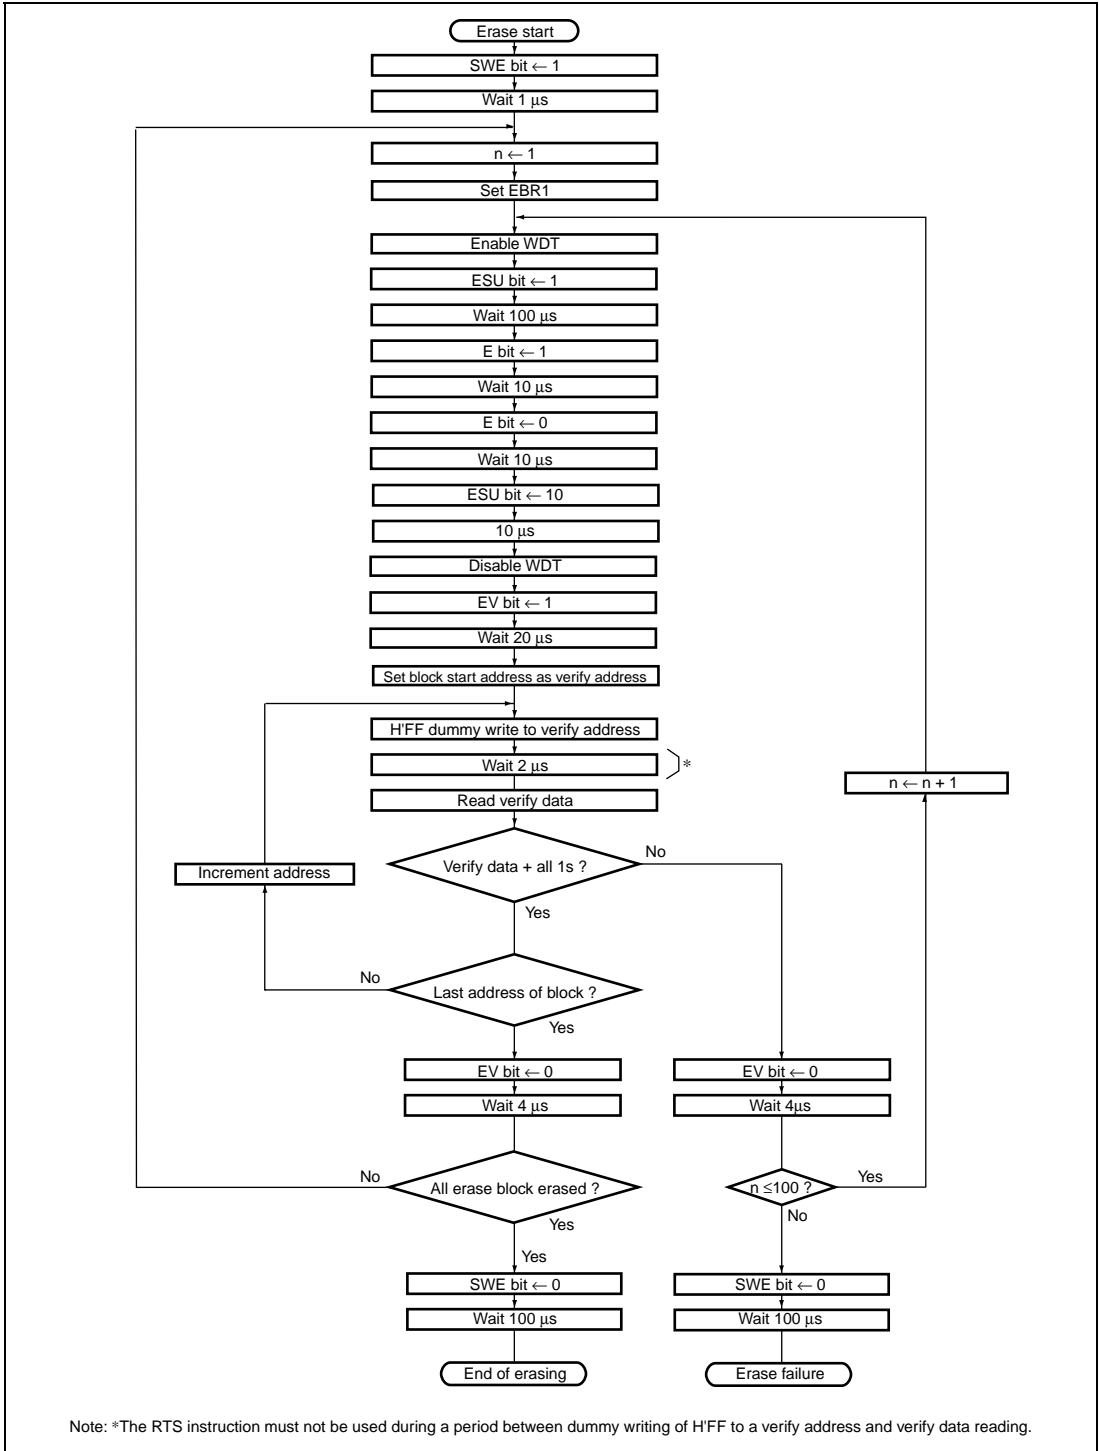 Erase start
SWE bit ← 1
Wait 1 μs
n ← 1
Set EBR1
Enable WDT
ESU bit ← 1
Wait 100 μs
E bit ← 1
Wait 10 μs
E bit ← 0
Wait 10 μs
ESU bit ← 10
10 μs
Disable WDT
EV bit ← 1
Wait 20 μs
Set block start address as verify address
H'FF dummy write to verify address
Wait 2 μs
*
n ← n + 1
Read verify data
Verify data + all 1s ?
No
Increment address
Yes
No
Last address of block ?
Yes
EV bit ← 0
EV bit ← 0
Wait 4 μs
Wait 4μs
No
All erase block erased ?
n ≤100 ?
Yes
Yes
No
Yes
SWE bit ← 0
SWE bit ← 0
Wait 100 μs
Wait 100 μs
End of erasing
Erase failure
Note: *The RTS instruction must not be used during a period between dummy writing of H'FF to a verify address and verify data reading.